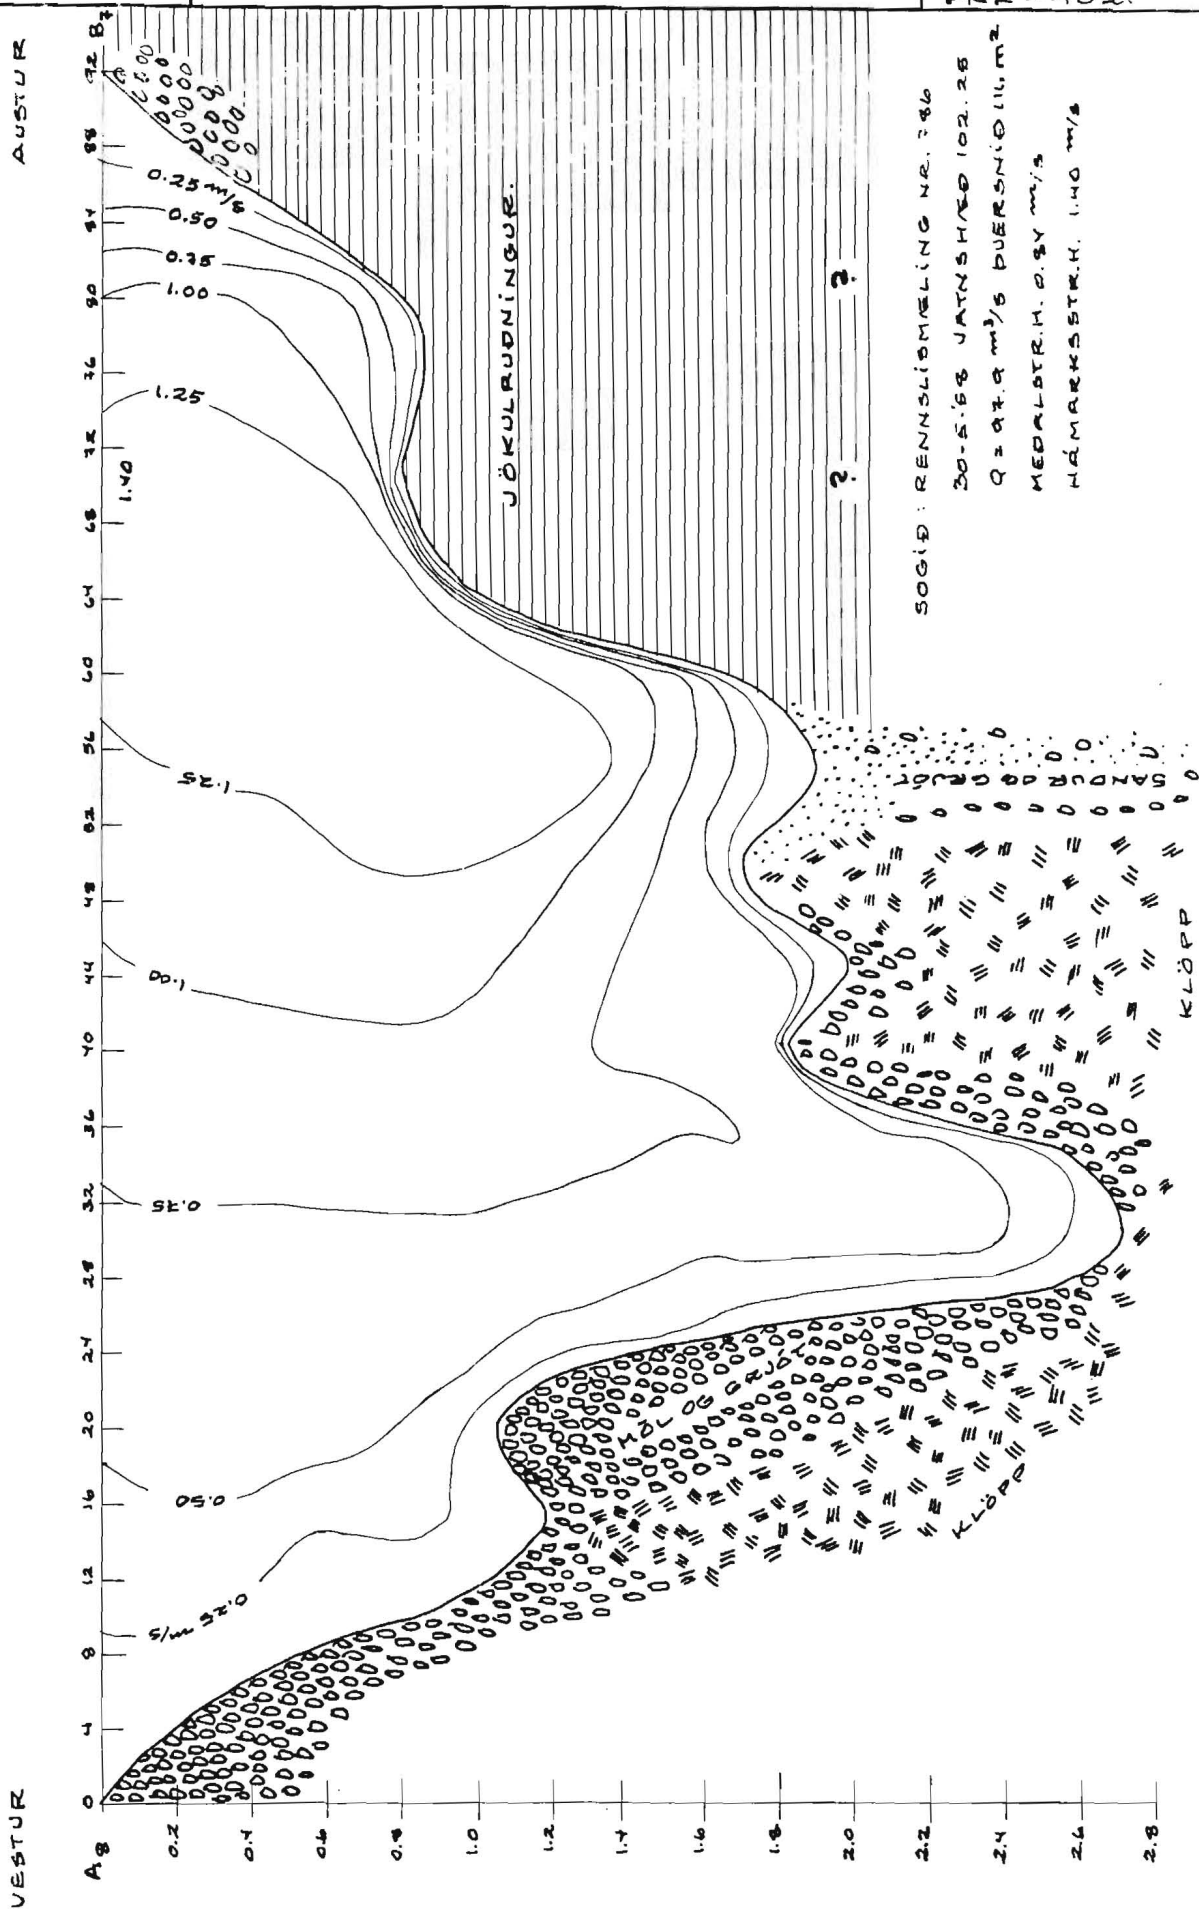 VESTUR
AUSTUR
A8
B7
0 4 8 12 16 20 24 28 32 36 40 44 48 52 56 60 64 68 72 76 80 84 88 92
0.2
0.4
0.6
0.8
1.0
1.2
1.4
1.6
1.8
2.0
2.2
2.4
2.6
2.8
0.25 m/s
0.50
0.75
1.00
1.25
1.40
1.25
1.00
0.75
0.50
0.25 m/s
JÖKULRUÐNINGUR.
? ?
MÖL OG GRJÓT
KLÖPP
KLÖPP
SANDUR OG GRJÓT
SOGIÐ: RENNSLISMÆLING NR. 786
30-5-'58 VATNSHÆÐ 102.25
Q = 97.9 m³/s ÞVERSNIÐ 116. m²
MEÐALSTR.H. 0.84 m/s
HÁMARKSSTR.H. 1.40 m/s